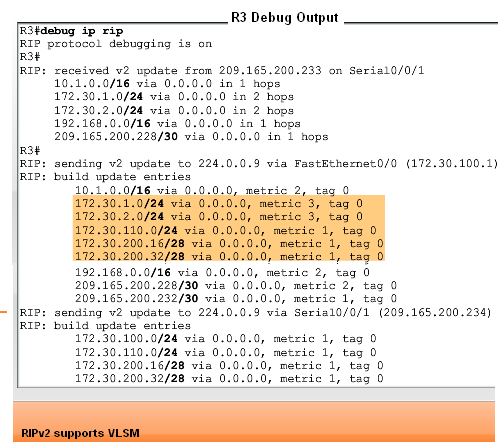 R3 Debug Output
R3#debug ip rip
RIP protocol debugging is on
R3#
RIP: received v2 update from 209.165.200.233 on Serial0/0/1
10.1.0.0/16 via 0.0.0.0 in 1 hops
172.30.1.0/24 via 0.0.0.0 in 2 hops
172.30.2.0/24 via 0.0.0.0 in 2 hops
192.168.0.0/16 via 0.0.0.0 in 1 hops
209.165.200.228/30 via 0.0.0.0 in 1 hops
R3#
RIP: sending v2 update to 224.0.0.9 via FastEthernet0/0 (172.30.100.1)
RIP: build update entries
10.1.0.0/16 via 0.0.0.0, metric 2, tag 0
172.30.1.0/24 via 0.0.0.0, metric 3, tag 0
172.30.2.0/24 via 0.0.0.0, metric 3, tag 0
172.30.110.0/24 via 0.0.0.0, metric 1, tag 0
172.30.200.16/28 via 0.0.0.0, metric 1, tag 0
172.30.200.32/28 via 0.0.0.0, metric 1, tag 0
192.168.0.0/16 via 0.0.0.0, metric 2, tag 0
209.165.200.228/30 via 0.0.0.0, metric 2, tag 0
209.165.200.232/30 via 0.0.0.0, metric 1, tag 0
RIP: sending v2 update to 224.0.0.9 via Serial0/0/1 (209.165.200.234)
RIP: build update entries
172.30.100.0/24 via 0.0.0.0, metric 1, tag 0
172.30.110.0/24 via 0.0.0.0, metric 1, tag 0
172.30.200.16/28 via 0.0.0.0, metric 1, tag 0
172.30.200.32/28 via 0.0.0.0, metric 1, tag 0
RIPv2 supports VLSM